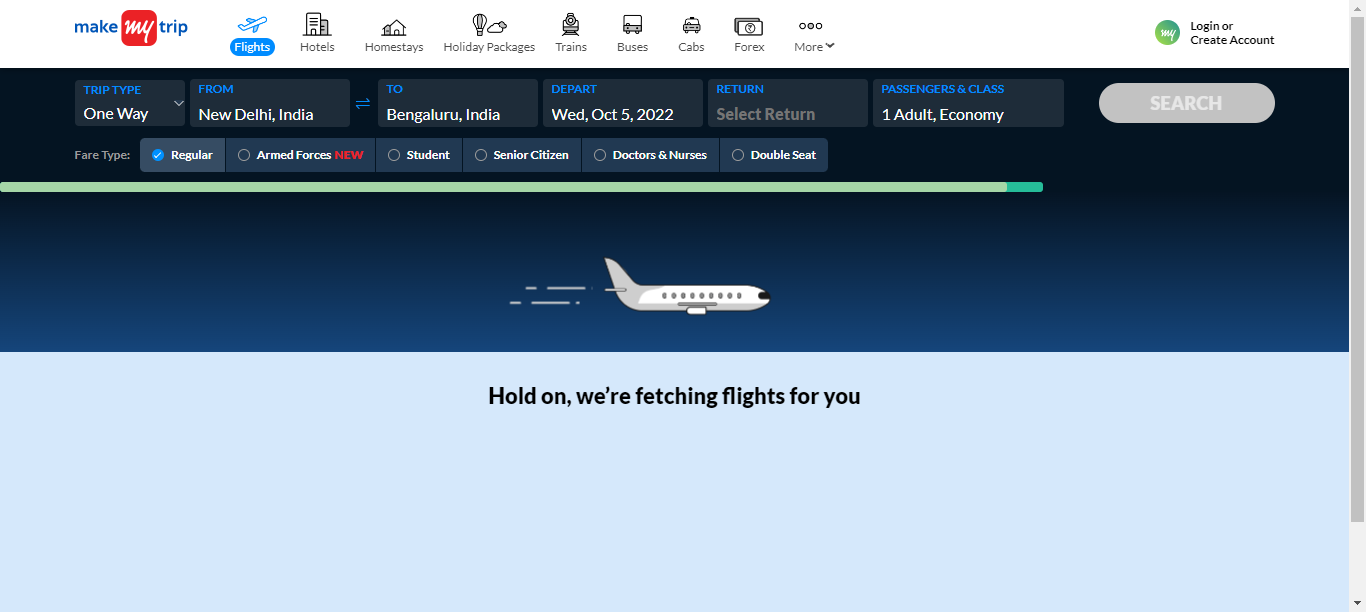 make my trip
Flights
Hotels
Homestays
Holiday Packages
Trains
Buses
Cabs
Forex
More
my
Login or
Create Account
TRIP TYPE
One Way
FROM
New Delhi, India
TO
Bengaluru, India
DEPART
Wed, Oct 5, 2022
RETURN
Select Return
PASSENGERS & CLASS
1 Adult, Economy
SEARCH
Fare Type:
Regular
Armed Forces NEW
Student
Senior Citizen
Doctors & Nurses
Double Seat
Hold on, we’re fetching flights for you